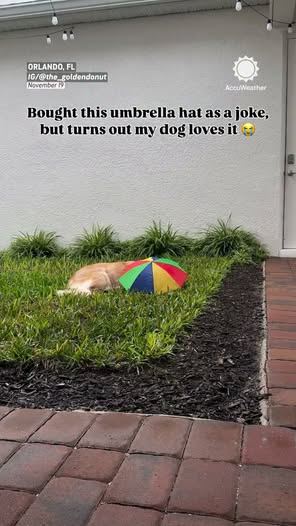 ORLANDO, FL
IG/@the_goldendonut
November 19
AccuWeather
Bought this umbrella hat as a joke,
but turns out my dog loves it 😭